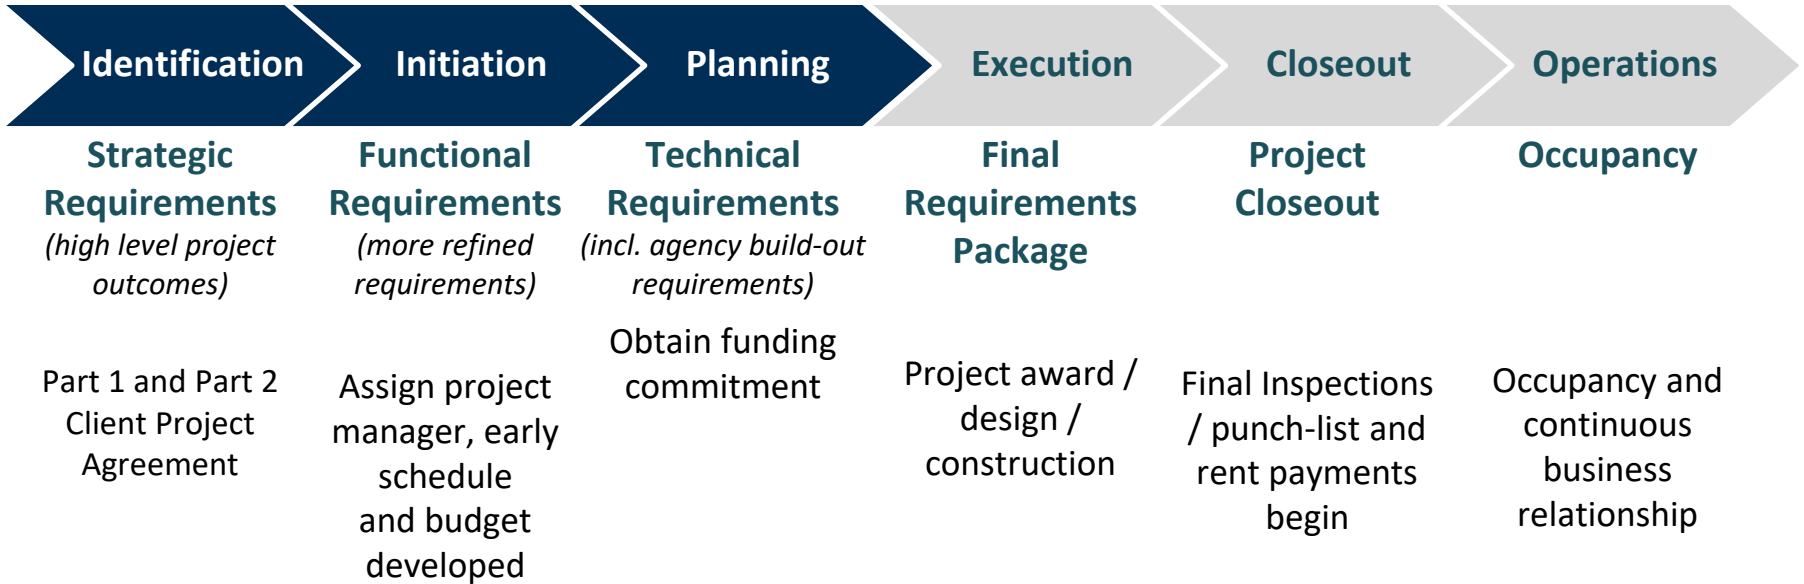 Identification
Initiation
Planning
Execution
Closeout
Operations
Strategic
Requirements
(high level project
outcomes)
Part 1 and Part 2
Client Project
Agreement
Functional
Requirements
(more refined
requirements)
Assign project
manager, early
schedule
and budget
developed
Technical
Requirements
(incl. agency build-out
requirements)
Obtain funding
commitment
Final
Requirements
Package
Project award /
design /
construction
Project
Closeout
Final Inspections
/ punch-list and
rent payments
begin
Occupancy
Occupancy and
continuous
business
relationship